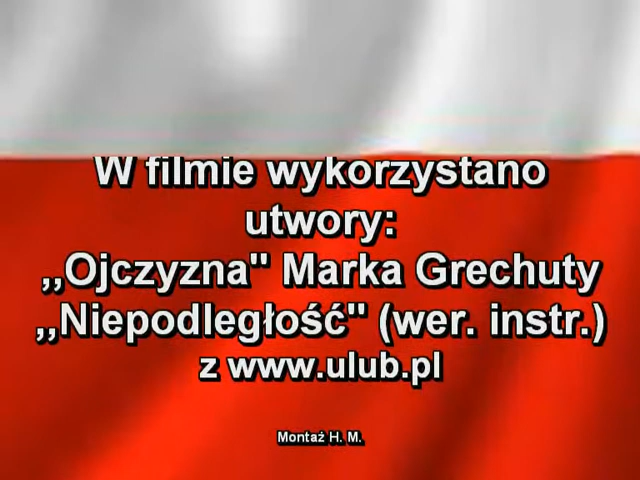 W filmie wykorzystano
utwory:
,,Ojczyzna" Marka Grechuty
,,Niepodległość" (wer. instr.)
z www.ulub.pl
Montaż H. M.